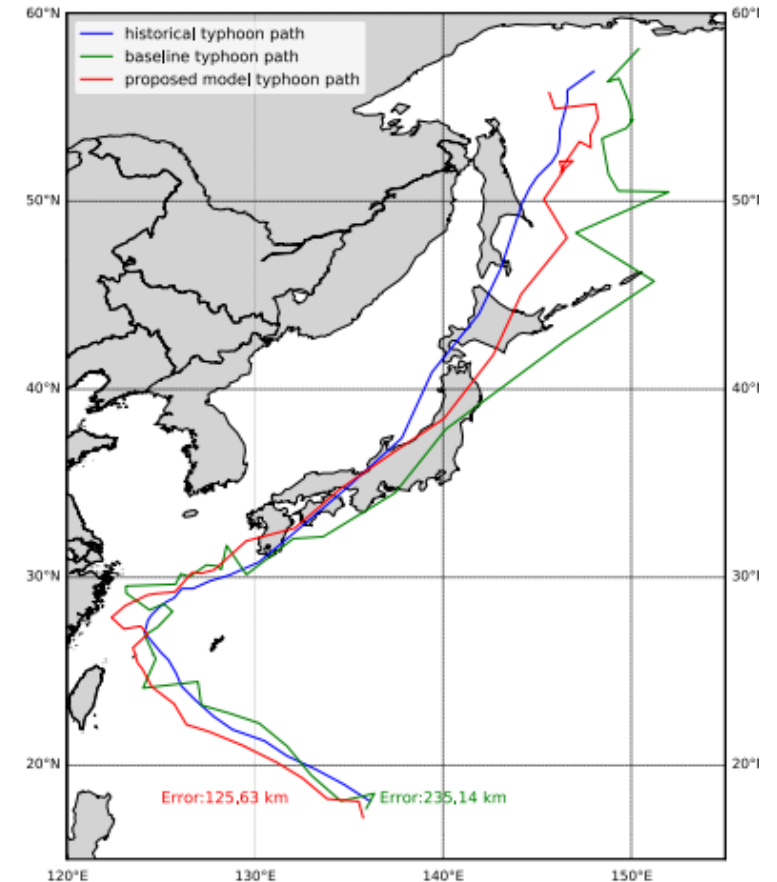 60°N
60°N
historical typhoon path
baseline typhoon path
proposed model typhoon path
50°N
50°N
40°N
40°N
30°N
30°N
20°N
20°N
Error:125.63 km
Error:235.14 km
120°E
130°E
140°E
150°E